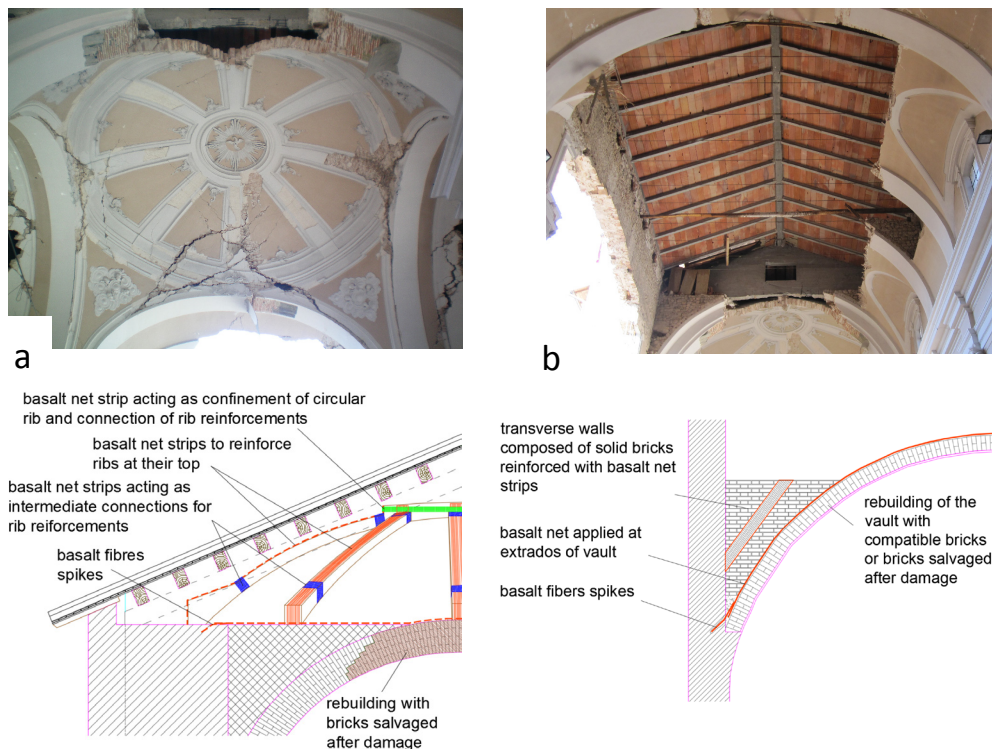 a
b
basalt net strip acting as confinement of circular
rib and connection of rib reinforcements
basalt net strips to reinforce
ribs at their top
basalt net strips acting as
intermediate connections for
rib reiforcements
basalt fibres
spikes
rebuilding with
bricks salvaged
after damage
transverse walls
composed of solid bricks
reinforced with basalt net
strips
basalt net applied at
extrados of vault
basalt fibers spikes
rebuilding of the
vault with
compatible bricks
or bricks salvaged
after damage